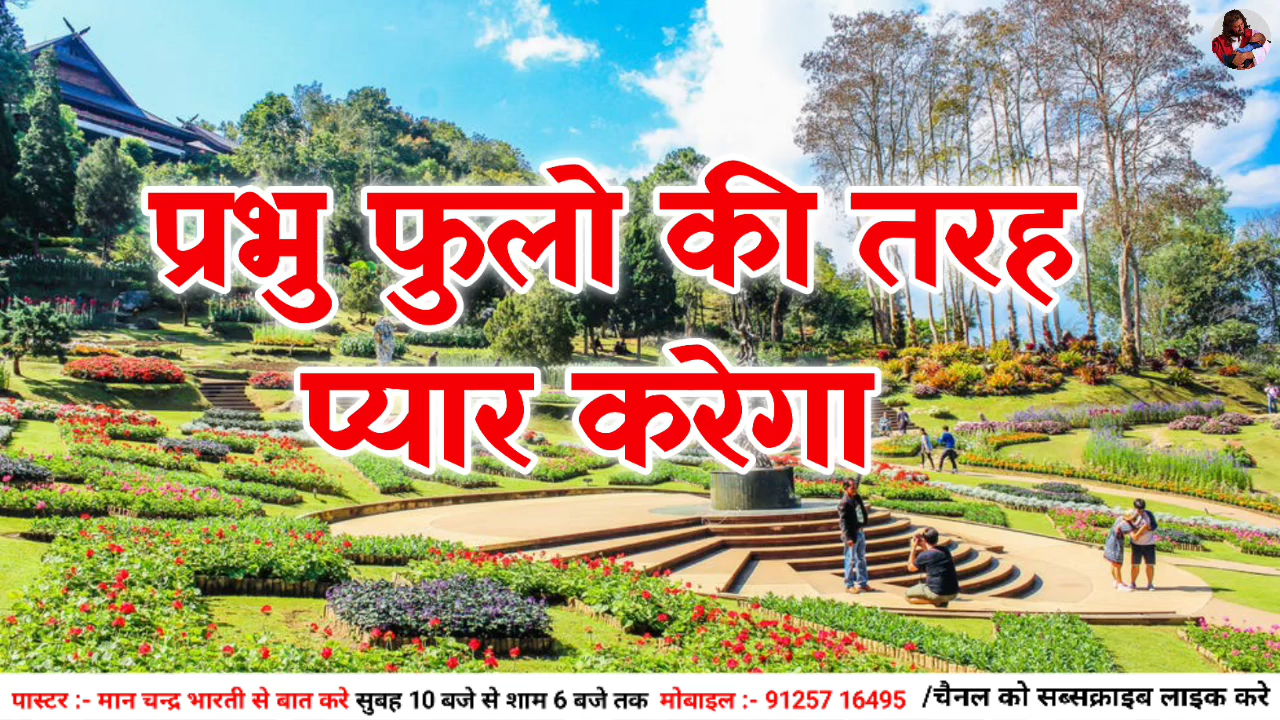 प्रभु फुलो की तरह
प्यार करेगा
पास्टर :- मान चन्द्र भारती से बात करे सुबह 10 बजे से शाम 6 बजे तक मोबाइल :- 91257 16495 /चैनल को सब्सक्राइब लाइक करे